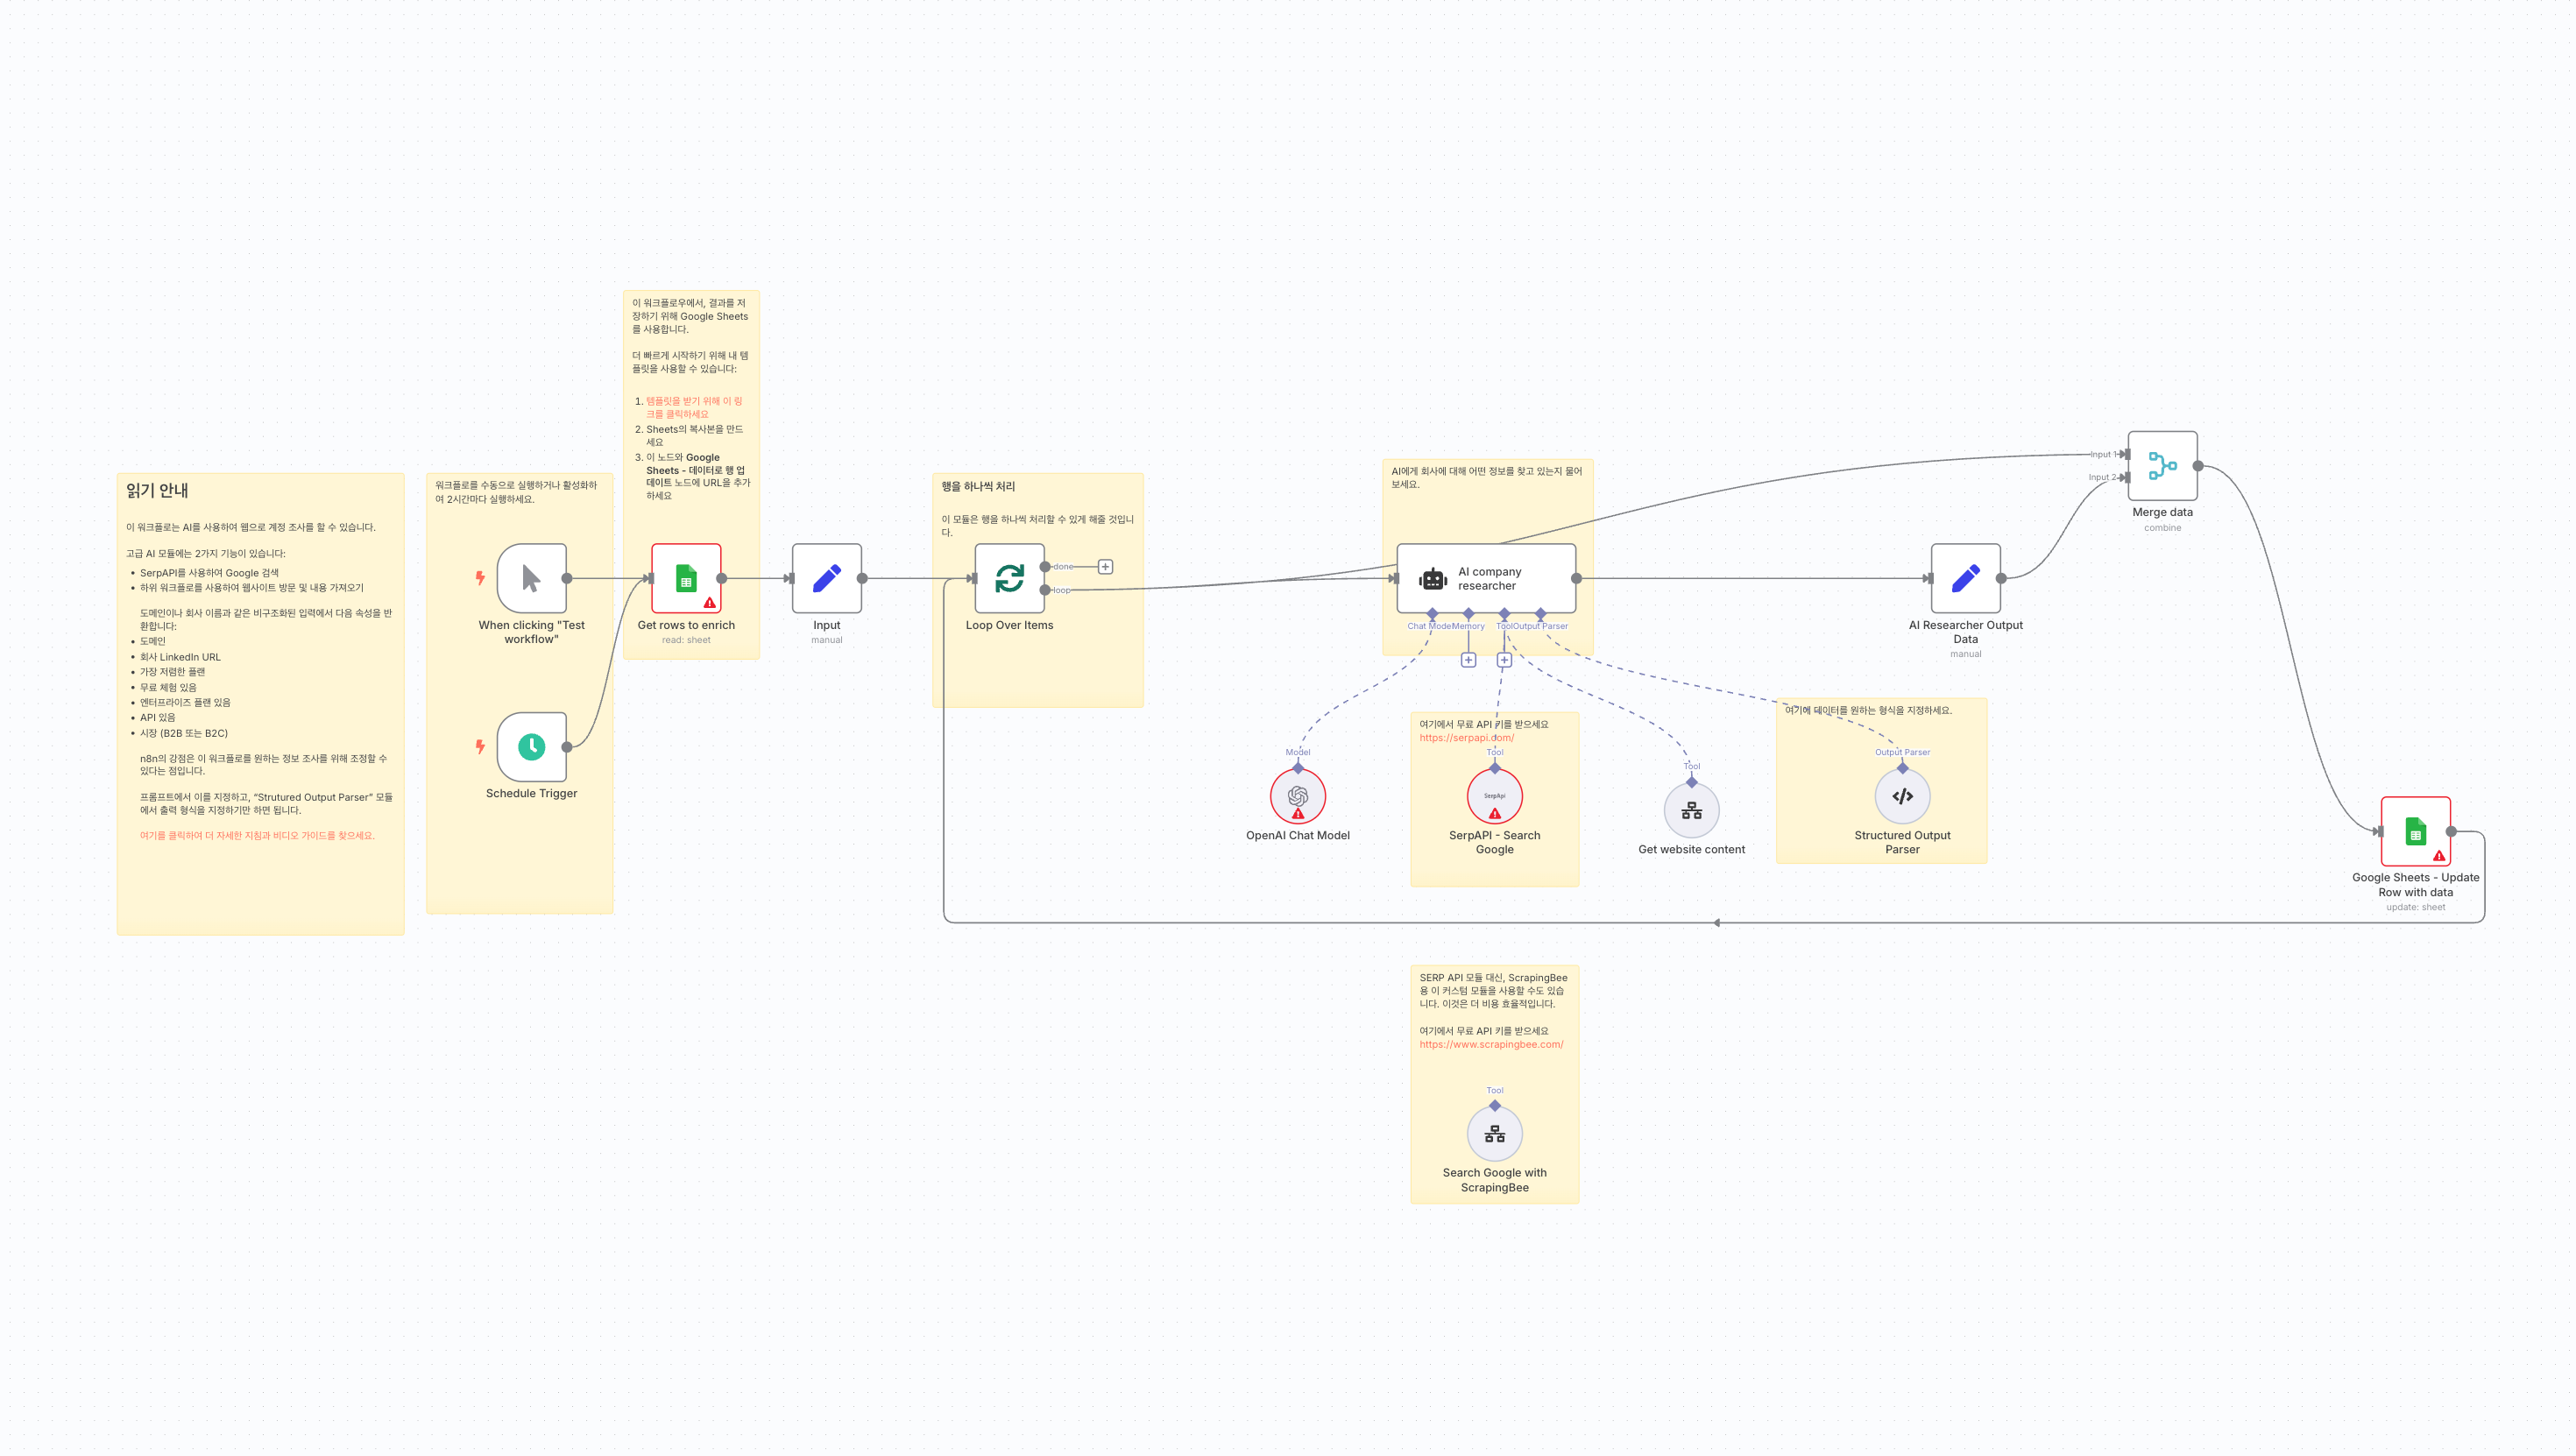 읽기 안내
이 워크플로는 AI를 사용하여 웹으로 계정 조사를 할 수 있습니다.
고급 AI 모듈에는 2가지 기능이 있습니다:
• SerpAPI를 사용하여 Google 검색
• 하위 워크플로를 사용하여 웹사이트 방문 및 내용 가져오기
도메인이나 회사 이름과 같은 비구조화된 입력에서 다음 속성을 반
환합니다:
• 도메인
• 회사 LinkedIn URL
• 가장 저렴한 플랜
• 무료 체험 있음
• 엔터프라이즈 플랜 있음
• API 있음
• 시장 (B2B 또는 B2C)
n8n의 강점은 이 워크플로를 원하는 정보 조사를 위해 조정할 수
있다는 점입니다.
프롬프트에서 이를 지정하고, “Strutured Output Parser” 모듈
에서 출력 형식을 지정하기만 하면 됩니다.
여기를 클릭하여 더 자세한 지침과 비디오 가이드를 찾으세요.
워크플로를 수동으로 실행하거나 활성화하
여 2시간마다 실행하세요.
When clicking "Test
workflow"
Schedule Trigger
이 워크플로우에서, 결과를 저
장하기 위해 Google Sheets
를 사용합니다.
더 빠르게 시작하기 위해 내 템
플릿을 사용할 수 있습니다:
1. 템플릿을 받기 위해 이 링
크를 클릭하세요
2. Sheets의 복사본을 만드
세요
3. 이 노드와 Google
Sheets - 데이터로 행 업
데이트 노드에 URL을 추가
하세요
Get rows to enrich
read: sheet
Input
manual
행을 하나씩 처리
이 모듈은 행을 하나씩 처리할 수 있게 해줄 것입니
다.
done
loop
Loop Over Items
AI에게 회사에 대해 어떤 정보를 찾고 있는지 물어
보세요.
AI company
researcher
Chat Model
Memory
Tool
Output Parser
Model
OpenAI Chat Model
여기에서 무료 API 키를 받으세요
https://serpapi.com/
Tool
SerpApi
SerpAPI - Search
Google
Tool
Get website content
여기에 데이터를 원하는 형식을 지정하세요.
Output Parser
Structured Output
Parser
AI Researcher Output
Data
manual
Input 1
Input 2
Merge data
combine
Google Sheets - Update
Row with data
update: sheet
SERP API 모듈 대신, ScrapingBee
용 이 커스텀 모듈을 사용할 수도 있습
니다. 이것은 더 비용 효율적입니다.
여기에서 무료 API 키를 받으세요
https://www.scrapingbee.com/
Tool
Search Google with
ScrapingBee